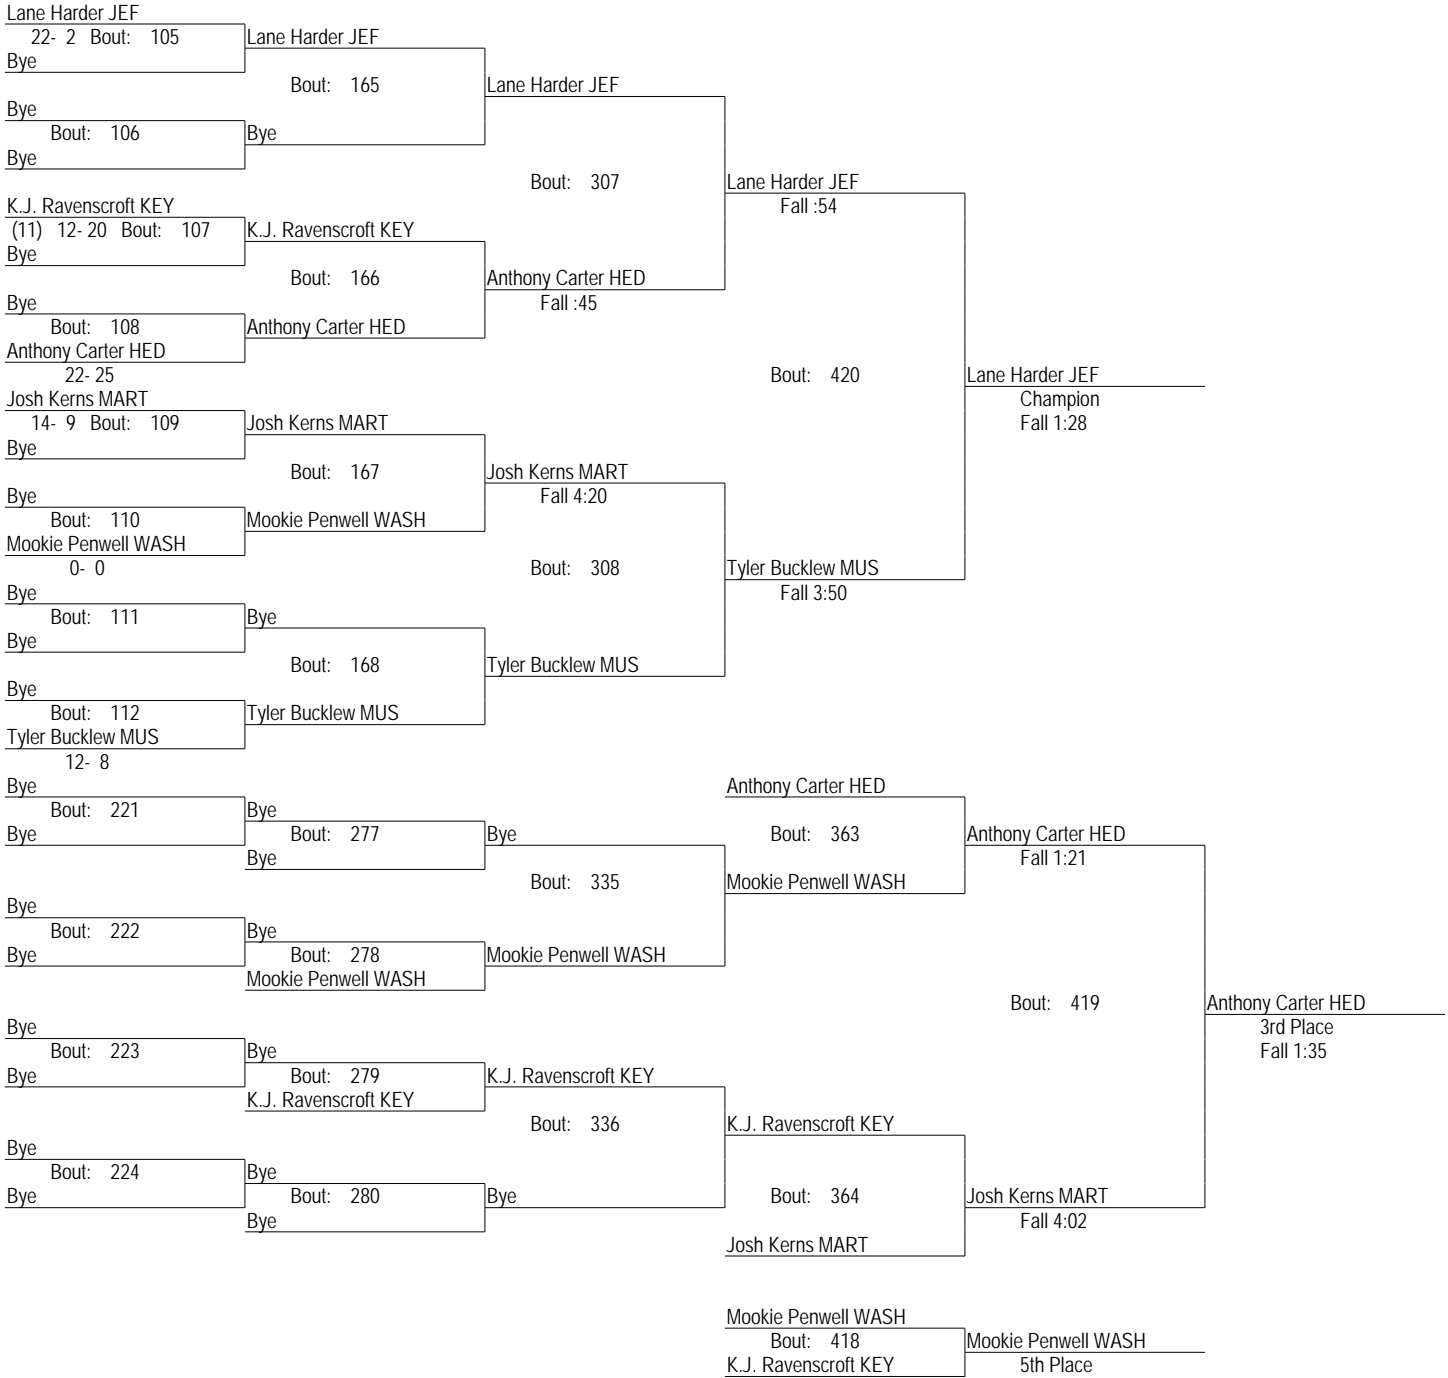 Lane Harder JEF
22- 2 Bout: 105
Lane Harder JEF
Bye
Bout: 165
Lane Harder JEF
Bye
Bout: 106
Bye
Bye
Bout: 307
Lane Harder JEF
Fall :54
K.J. Ravenscroft KEY
(11) 12- 20 Bout: 107
K.J. Ravenscroft KEY
Bye
Bout: 166
Anthony Carter HED
Fall :45
Bye
Bout: 108
Anthony Carter HED
Anthony Carter HED
22- 25
Bout: 420
Lane Harder JEF
Champion
Fall 1:28
Josh Kerns MART
14- 9 Bout: 109
Josh Kerns MART
Bye
Bout: 167
Josh Kerns MART
Fall 4:20
Bye
Bout: 110
Mookie Penwell WASH
Mookie Penwell WASH
0- 0
Bout: 308
Tyler Bucklew MUS
Fall 3:50
Bye
Bout: 111
Bye
Bye
Bout: 168
Tyler Bucklew MUS
Bye
Bout: 112
Tyler Bucklew MUS
Tyler Bucklew MUS
12- 8
Bye
Bout: 221
Bye
Bye
Bout: 277
Bye
Bye
Anthony Carter HED
Bout: 363
Anthony Carter HED
Fall 1:21
Bout: 335
Mookie Penwell WASH
Bye
Bout: 222
Bye
Bye
Bout: 278
Mookie Penwell WASH
Mookie Penwell WASH
Bout: 419
Anthony Carter HED
3rd Place
Fall 1:35
Bye
Bout: 223
Bye
Bye
Bout: 279
K.J. Ravenscroft KEY
K.J. Ravenscroft KEY
Bout: 336
K.J. Ravenscroft KEY
Bye
Bout: 224
Bye
Bye
Bout: 280
Bye
Bye
Bout: 364
Josh Kerns MART
Fall 4:02
Josh Kerns MART
Mookie Penwell WASH
Bout: 418
Mookie Penwell WASH
K.J. Ravenscroft KEY
5th Place